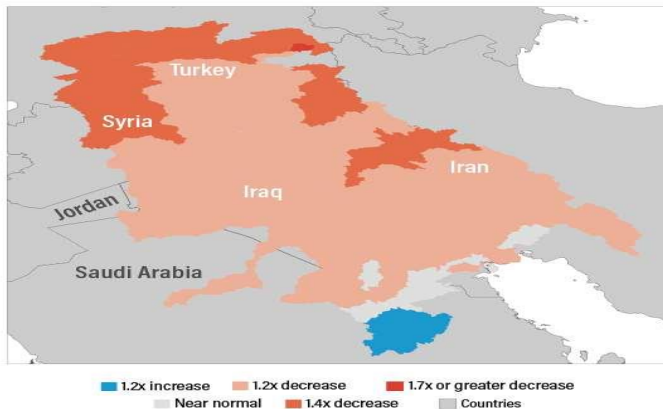 Turkey
Syria
Iraq
Iran
Jordan
Saudi Arabia
1.2x increase 1.2x decrease 1.7x or greater decrease
Near normal 1.4x decrease Countries